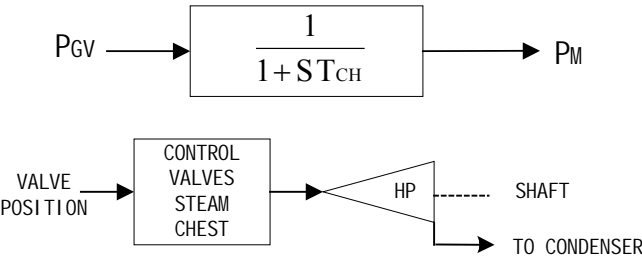 PGV
1
1+STCH
PM
VALVE
POSITION
CONTROL
VALVES
STEAM
CHEST
HP
SHAFT
TO CONDENSER